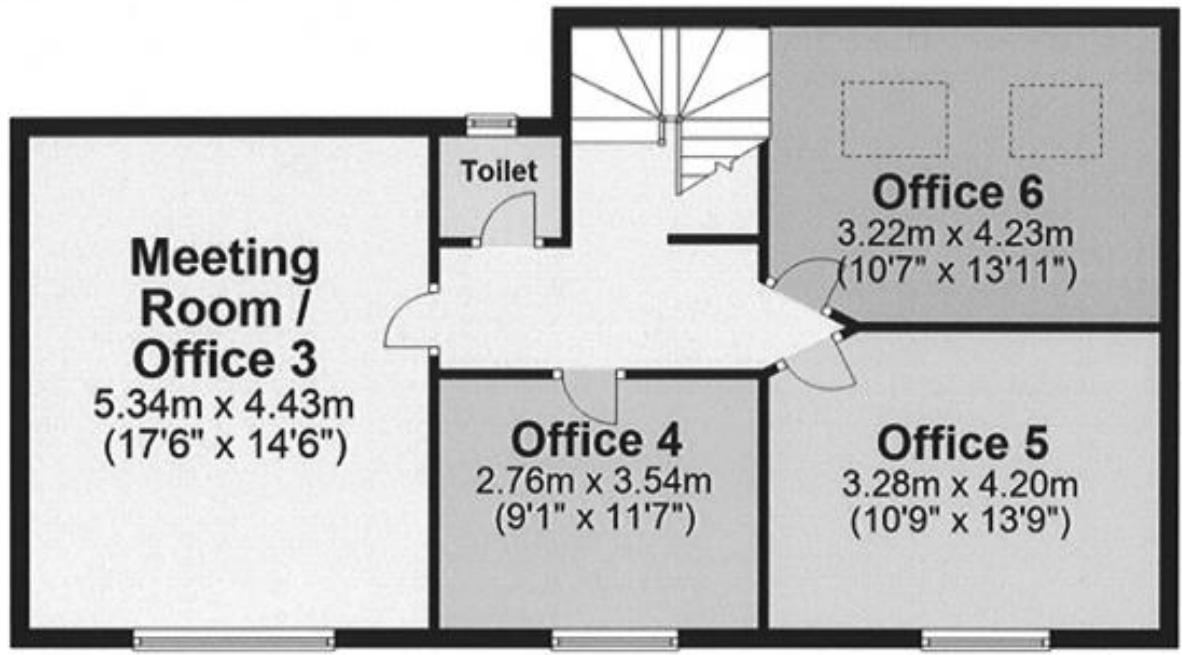 Toilet
Office 6
3.22m x 4.23m
(10'7" x 13'11")
Meeting
Room /
Office 3
5.34m x 4.43m
(17'6" x 14'6")
Office 4
2.76m x 3.54m
(9'1" x 11'7")
Office 5
3.28m x 4.20m
(10'9" x 13'9")